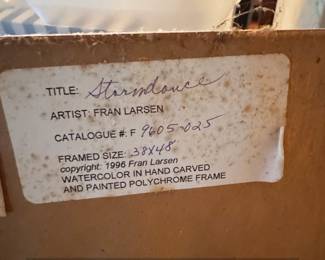 TITLE: Stormdance
ARTIST: FRAN LARSEN
CATALOGUE #: F 9605-025
FRAMED SIZE: 38x48
copyright: 1996 Fran Larsen
WATERCOLOR IN HAND CARVED
AND PAINTED POLYCHROME FRAME